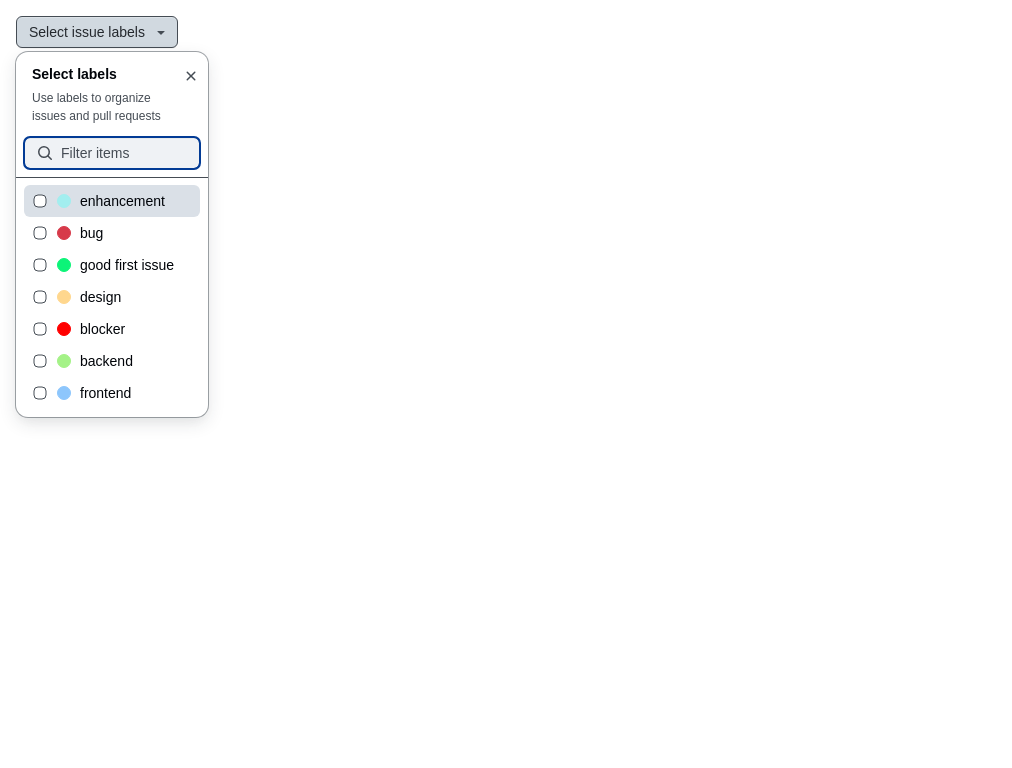 Select issue labels
Select labels
Use labels to organize
issues and pull requests
Filter items
enhancement
bug
good first issue
design
blocker
backend
frontend